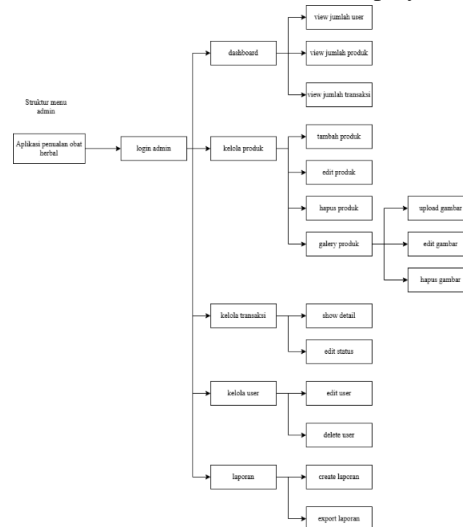 view jumlah user
dashboard
view jumlah produk
view jumlah transaksi
Struktur menu
admin
Aplikasi penualan obat
herbal
login admin
kelola produk
tambah produk
edit produk
hapus produk
galery produk
upload gambar
edit gambar
hapus gambar
kelola transaksi
show detail
edit status
kelola user
edit user
delete user
laporan
create laporan
export laporan